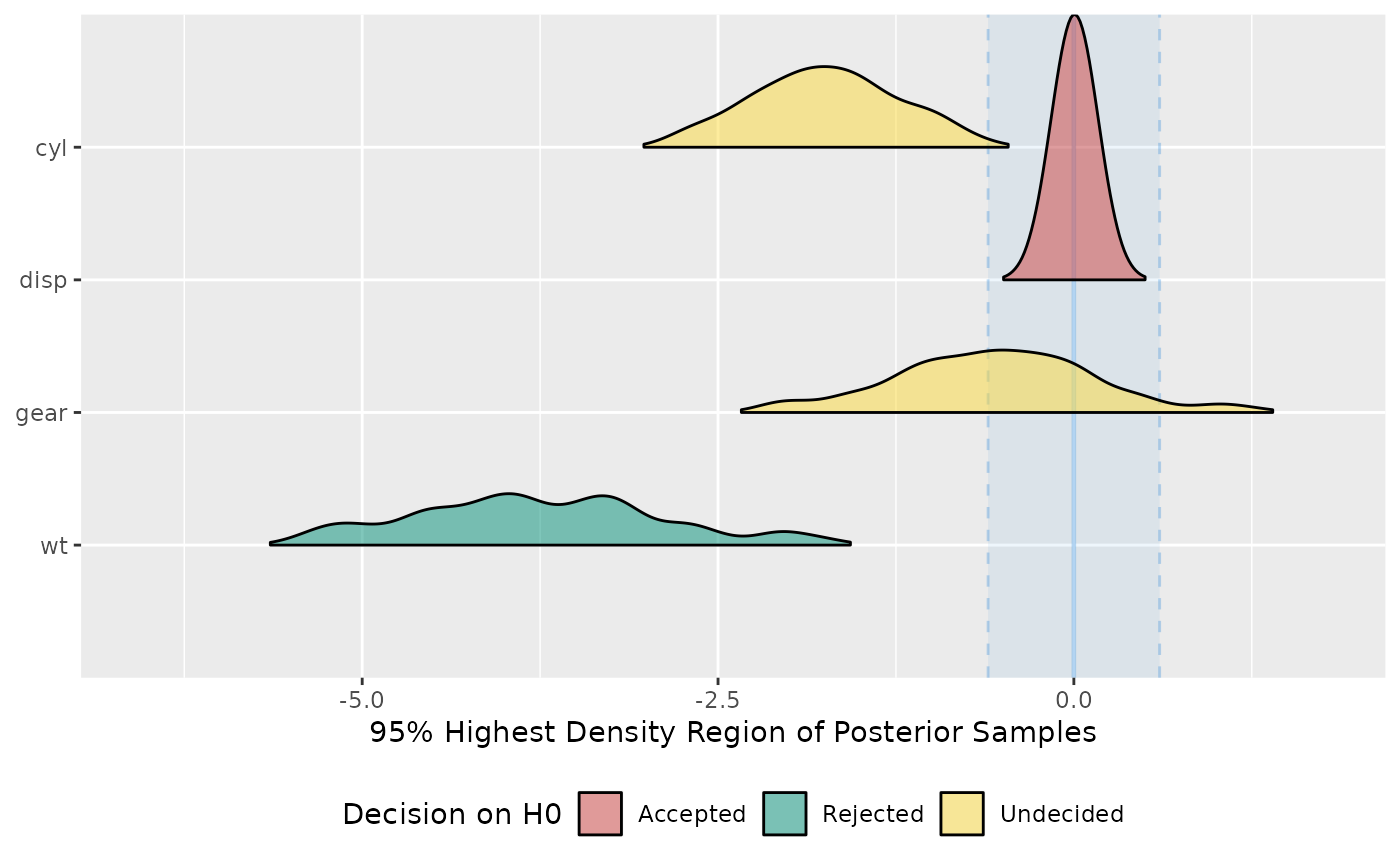 cyl
disp
gear
wt
-5.0 -2.5 0.0
95% Highest Density Region of Posterior Samples
Decision on H0 Accepted Rejected Undecided